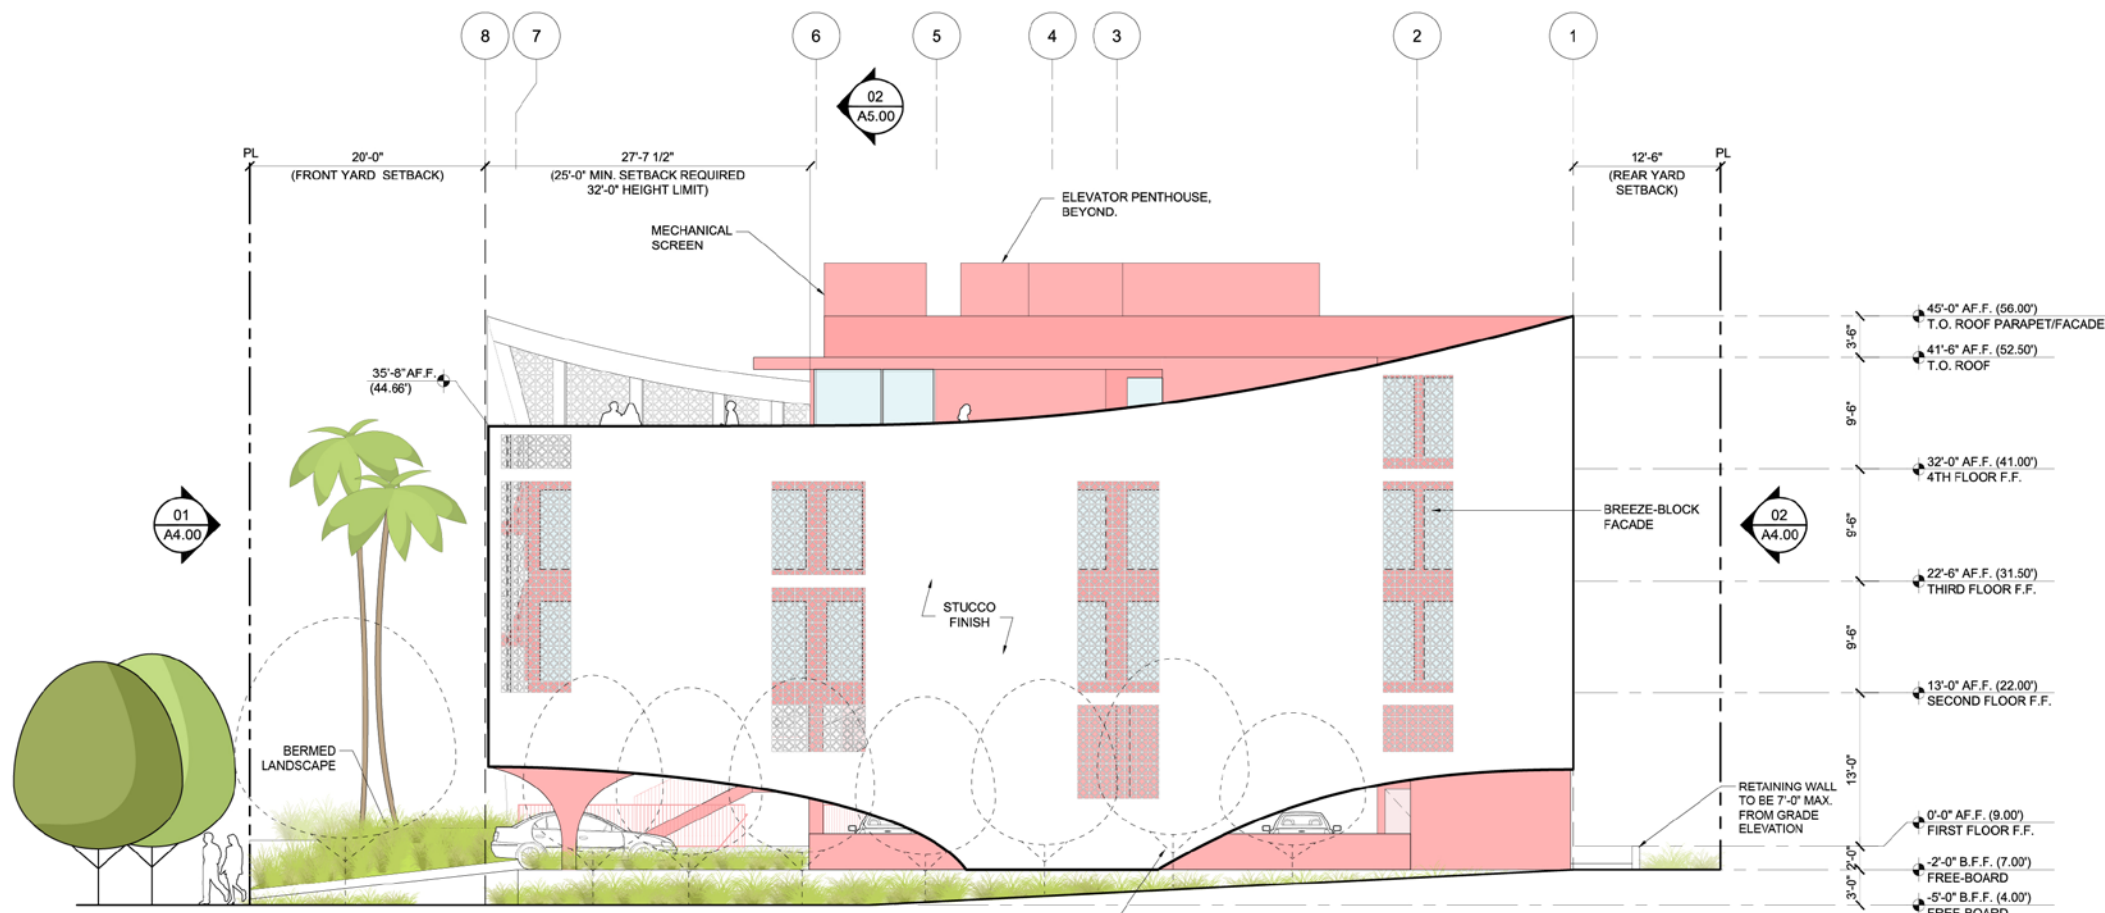 8 7 6 5 4 3 2 1
02
A5.00
PL
20'-0"
(FRONT YARD SETBACK)
27'-7 1/2"
(25'-0" MIN. SETBACK REQUIRED
32'-0" HEIGHT LIMIT)
12'-6"
(REAR YARD
SETBACK)
PL
ELEVATOR PENTHOUSE,
BEYOND.
MECHANICAL
SCREEN
35'-8" AF.F.
(44.66')
01
A4.00
02
A4.00
BREEZE-BLOCK
FACADE
STUCCO
FINISH
BERMED
LANDSCAPE
RETAINING WALL
TO BE 7'-0" MAX.
FROM GRADE
ELEVATION
45'-0" AF.F. (56.00')
T.O. ROOF PARAPET/FACADE
3'-6"
41'-6" AF.F. (52.50')
T.O. ROOF
9'-6"
32'-0" AF.F. (41.00')
4TH FLOOR F.F.
9'-6"
22'-6" AF.F. (31.50')
THIRD FLOOR F.F.
9'-6"
13'-0" AF.F. (22.00')
SECOND FLOOR F.F.
13'-0"
0'-0" AF.F. (9.00')
FIRST FLOOR F.F.
2'-0"
-2'-0" B.F.F. (7.00')
FREE-BOARD
3'-0"
-5'-0" B.F.F. (4.00')
FREE-BOARD